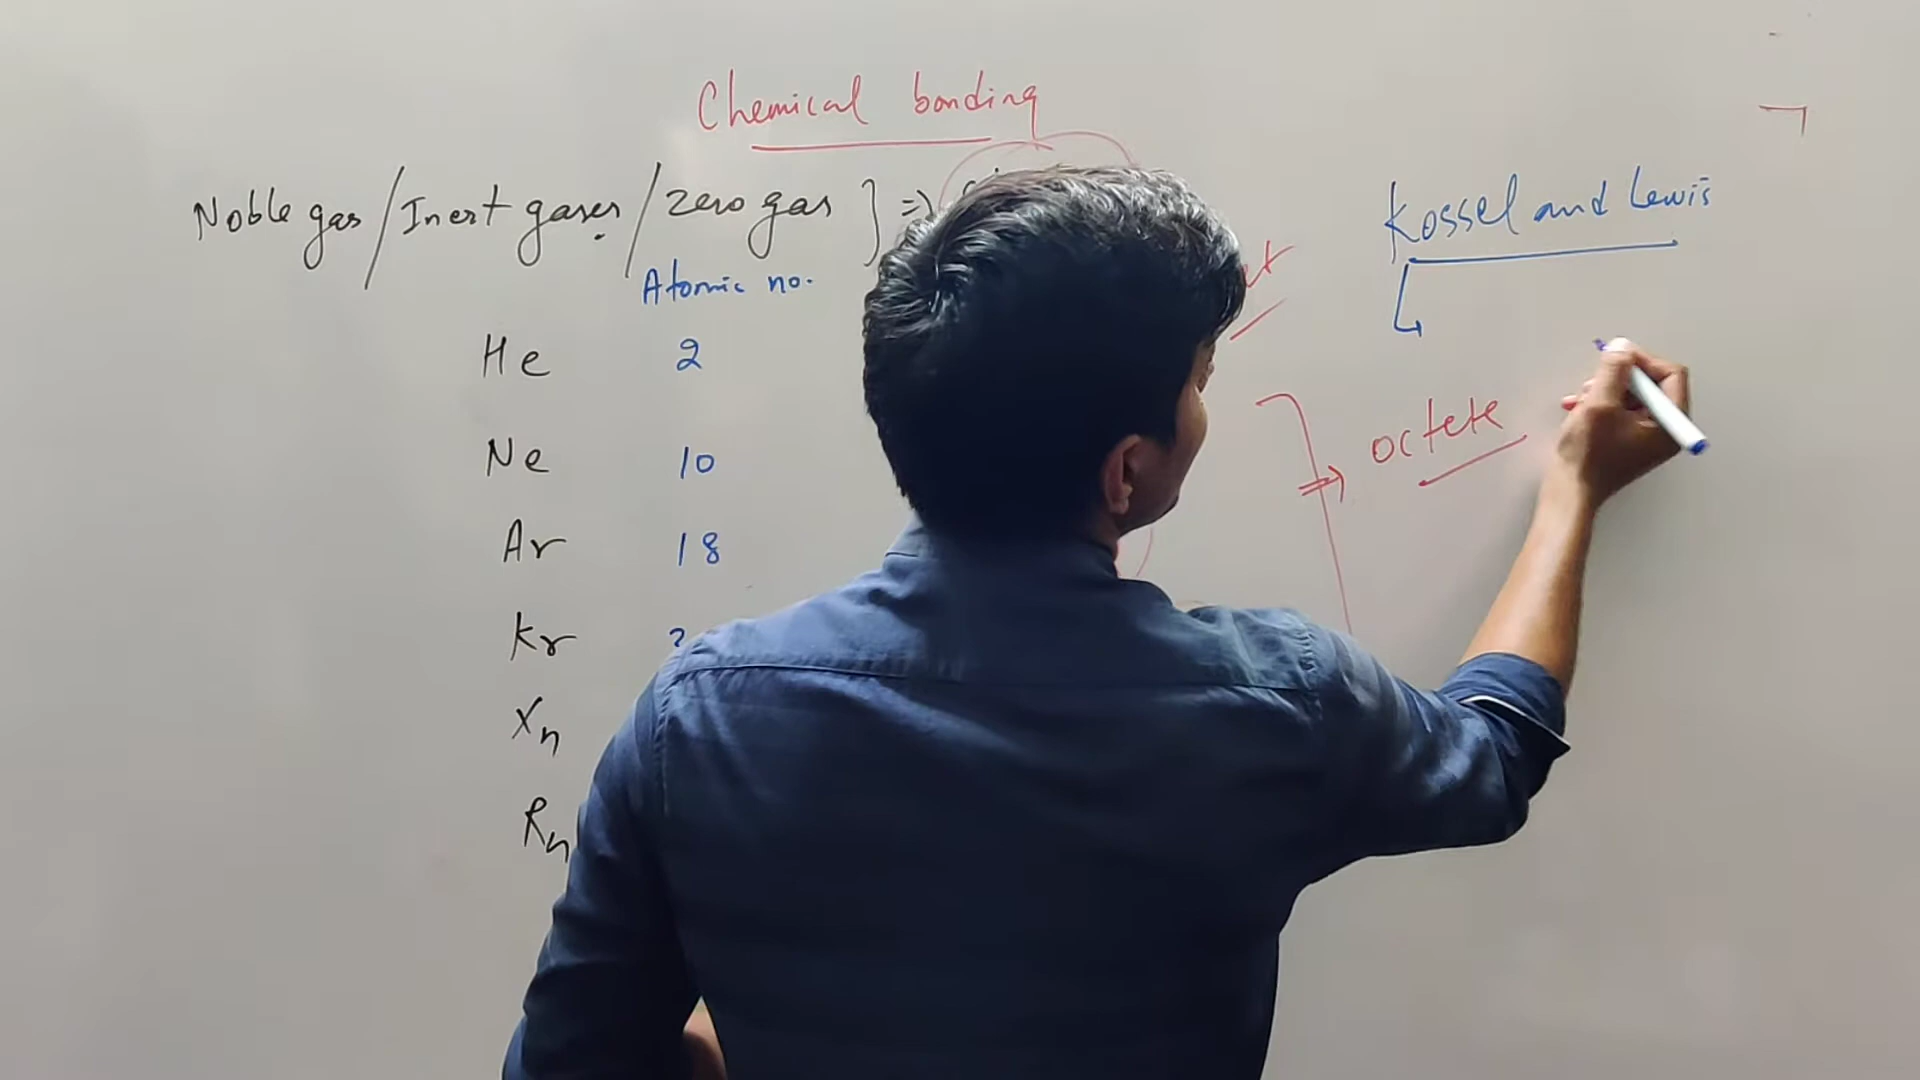 Chemical bonding
Noble gas / Inert gases / zero gas } =>
Kossel and Lewis
Atomic no.
He 2
Ne 10
octete
Ar 18
Kr
Xn
Rn